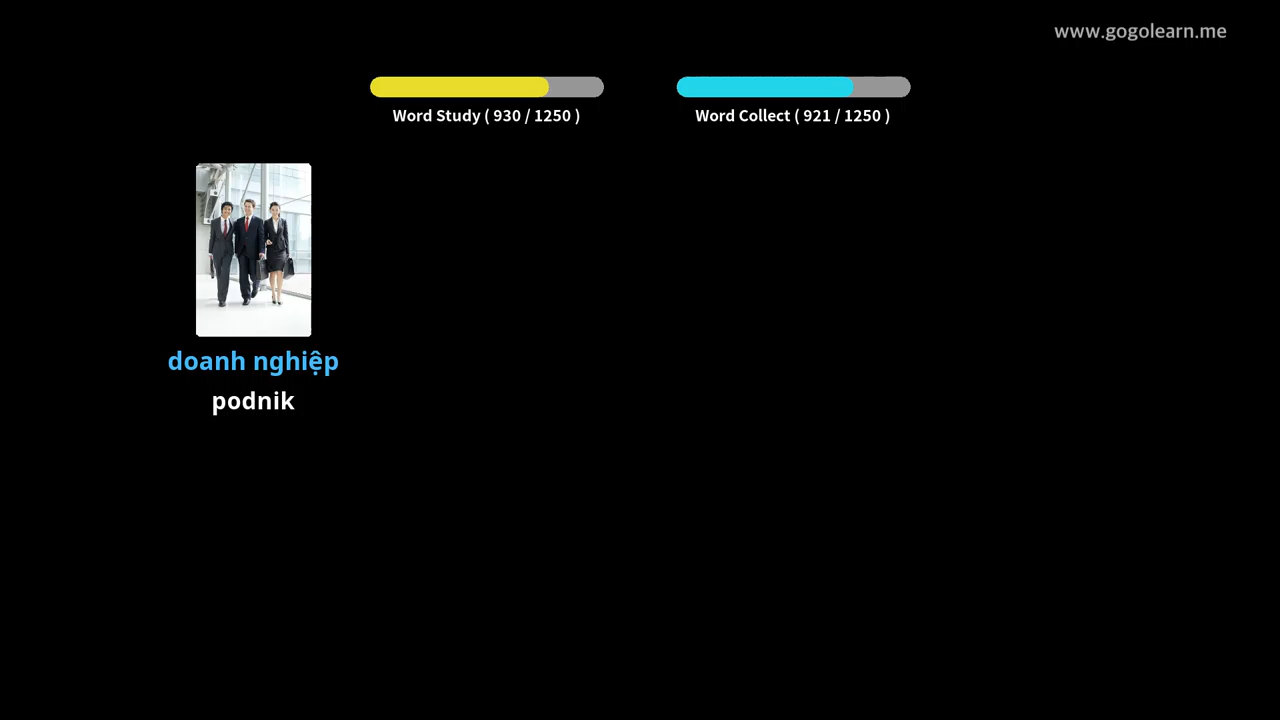 www.gogolearn.me
Word Study ( 930 / 1250 )
Word Collect ( 921 / 1250 )
doanh nghiệp
podnik